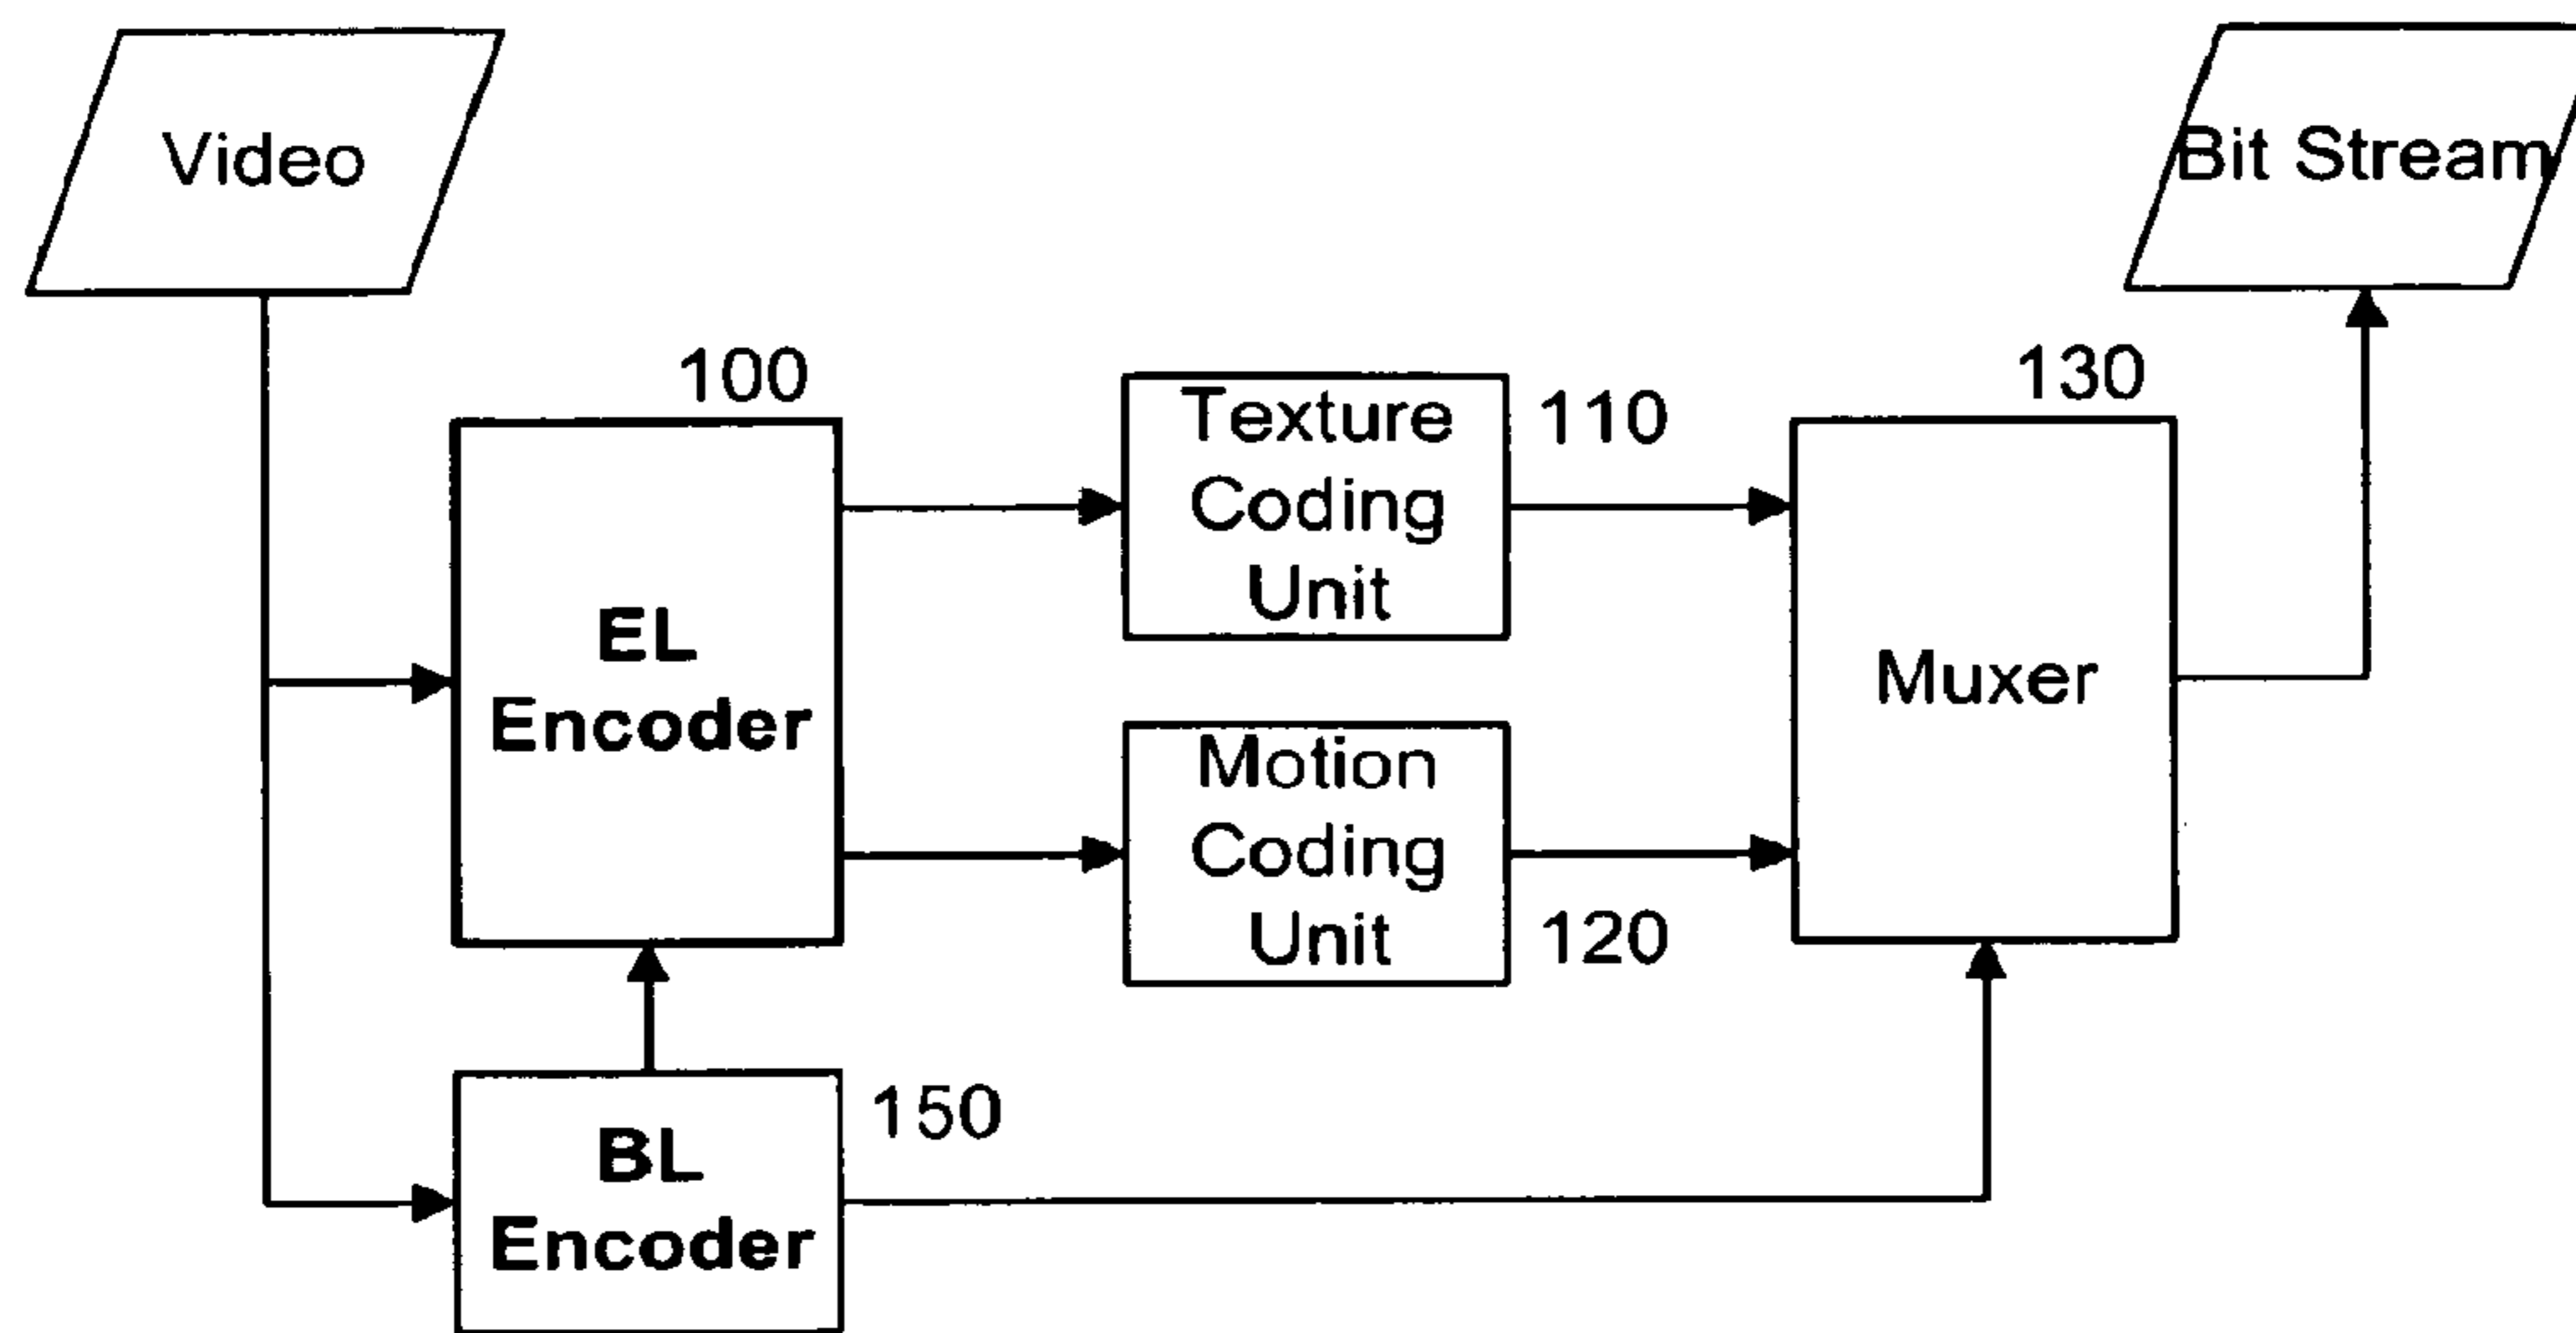 Video
Bit Stream
100
Texture
Coding
Unit
110
130
EL
Encoder
Motion
Coding
Unit
120
Muxer
BL
Encoder
150